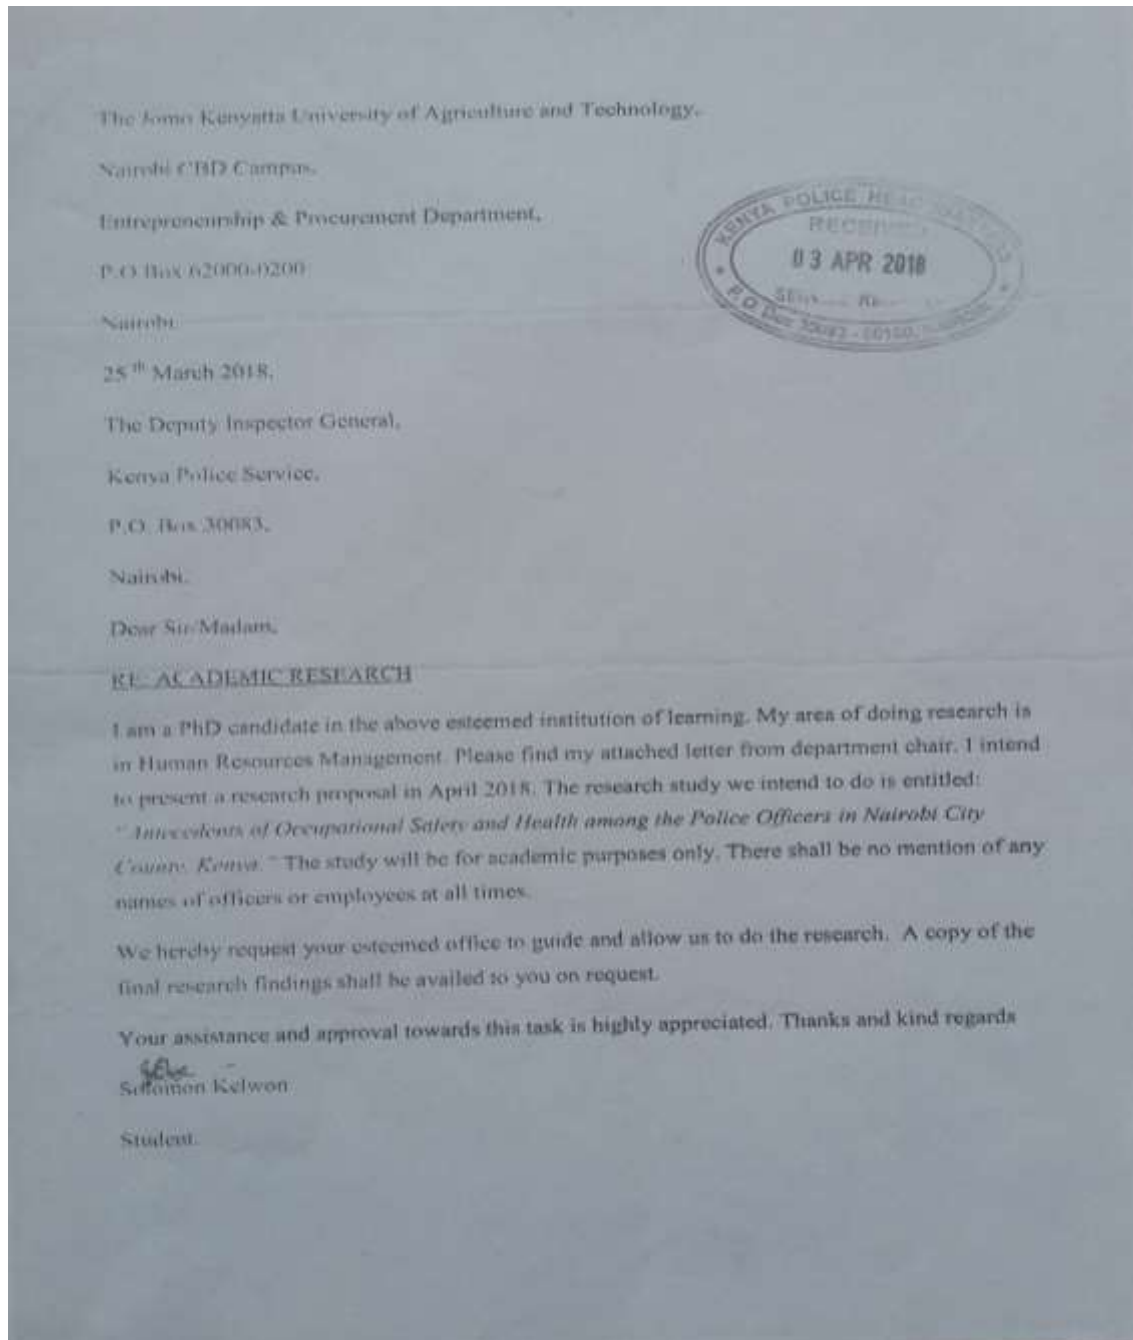 The Jomo Kenyatta University of Agriculture and Technology.
Nairobi CBD Campus,
Entrepreneurship & Procurement Department,
P.O Box 62000-0200
Nairobi.
KENYA POLICE HEADQUARTERS
RECEIVED
03 APR 2018
P. O. Box 30083 - 00100, NAIROBI
25 th March 2018.
The Deputy Inspector General,
Kenya Police Service,
P.O. Box 30083,
Nairobi.
Dear Sir/Madam,
RE: ACADEMIC RESEARCH
I am a PhD candidate in the above esteemed institution of learning. My area of doing research is
in Human Resources Management. Please find my attached letter from department chair. I intend
to present a research proposal in April 2018. The research study we intend to do is entitled:
" Antecedents of Occupational Safety and Health among the Police Officers in Nairobi City
County, Kenya." The study will be for academic purposes only. There shall be no mention of any
names of officers or employees at all times.
We hereby request your esteemed office to guide and allow us to do the research. A copy of the
final research findings shall be availed to you on request.
Your assistance and approval towards this task is highly appreciated. Thanks and kind regards
Solomon Kelwon
Student.